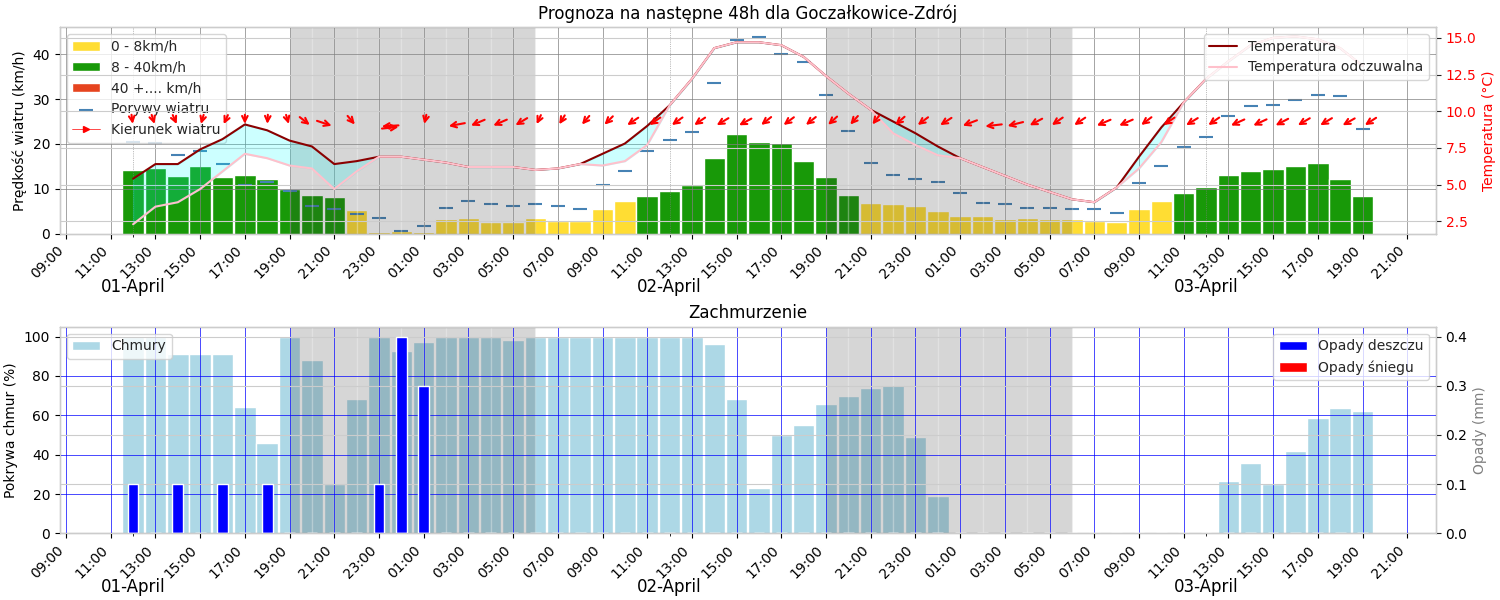 Prognoza na następne 48h dla Goczałkowice-Zdrój
Prędkość wiatru (km/h)
40
30
20
10
0
0 - 8km/h
8 - 40km/h
40 +.... km/h
Porywy wiatru
Kierunek wiatru
Temperatura
Temperatura odczuwalna
15.0
12.5
10.0
7.5
5.0
2.5
Temperatura (°C)
09:00 11:00 13:00 15:00 17:00 19:00 21:00 23:00 01:00 03:00 05:00 07:00 09:00 11:00 13:00 15:00 17:00 19:00 21:00 23:00 01:00 03:00 05:00 07:00 09:00 11:00 13:00 15:00 17:00 19:00 21:00
01-April 02-April 03-April
Zachmurzenie
Pokrywa chmur (%)
100
80
60
40
20
0
Chmury
Opady deszczu
Opady śniegu
0.4
0.3
0.2
0.1
0.0
Opady (mm)
09:00 11:00 13:00 15:00 17:00 19:00 21:00 23:00 01:00 03:00 05:00 07:00 09:00 11:00 13:00 15:00 17:00 19:00 21:00 23:00 01:00 03:00 05:00 07:00 09:00 11:00 13:00 15:00 17:00 19:00 21:00
01-April 02-April 03-April